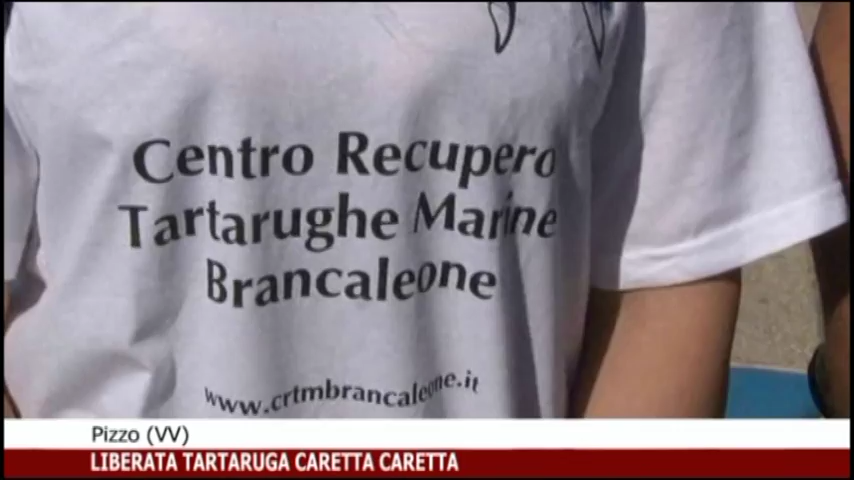 Centro Recupero
Tartarughe Marine
Brancaleone
www.crtmbrancaleone.it
Pizzo (VV)
LIBERATA TARTARUGA CARETTA CARETTA